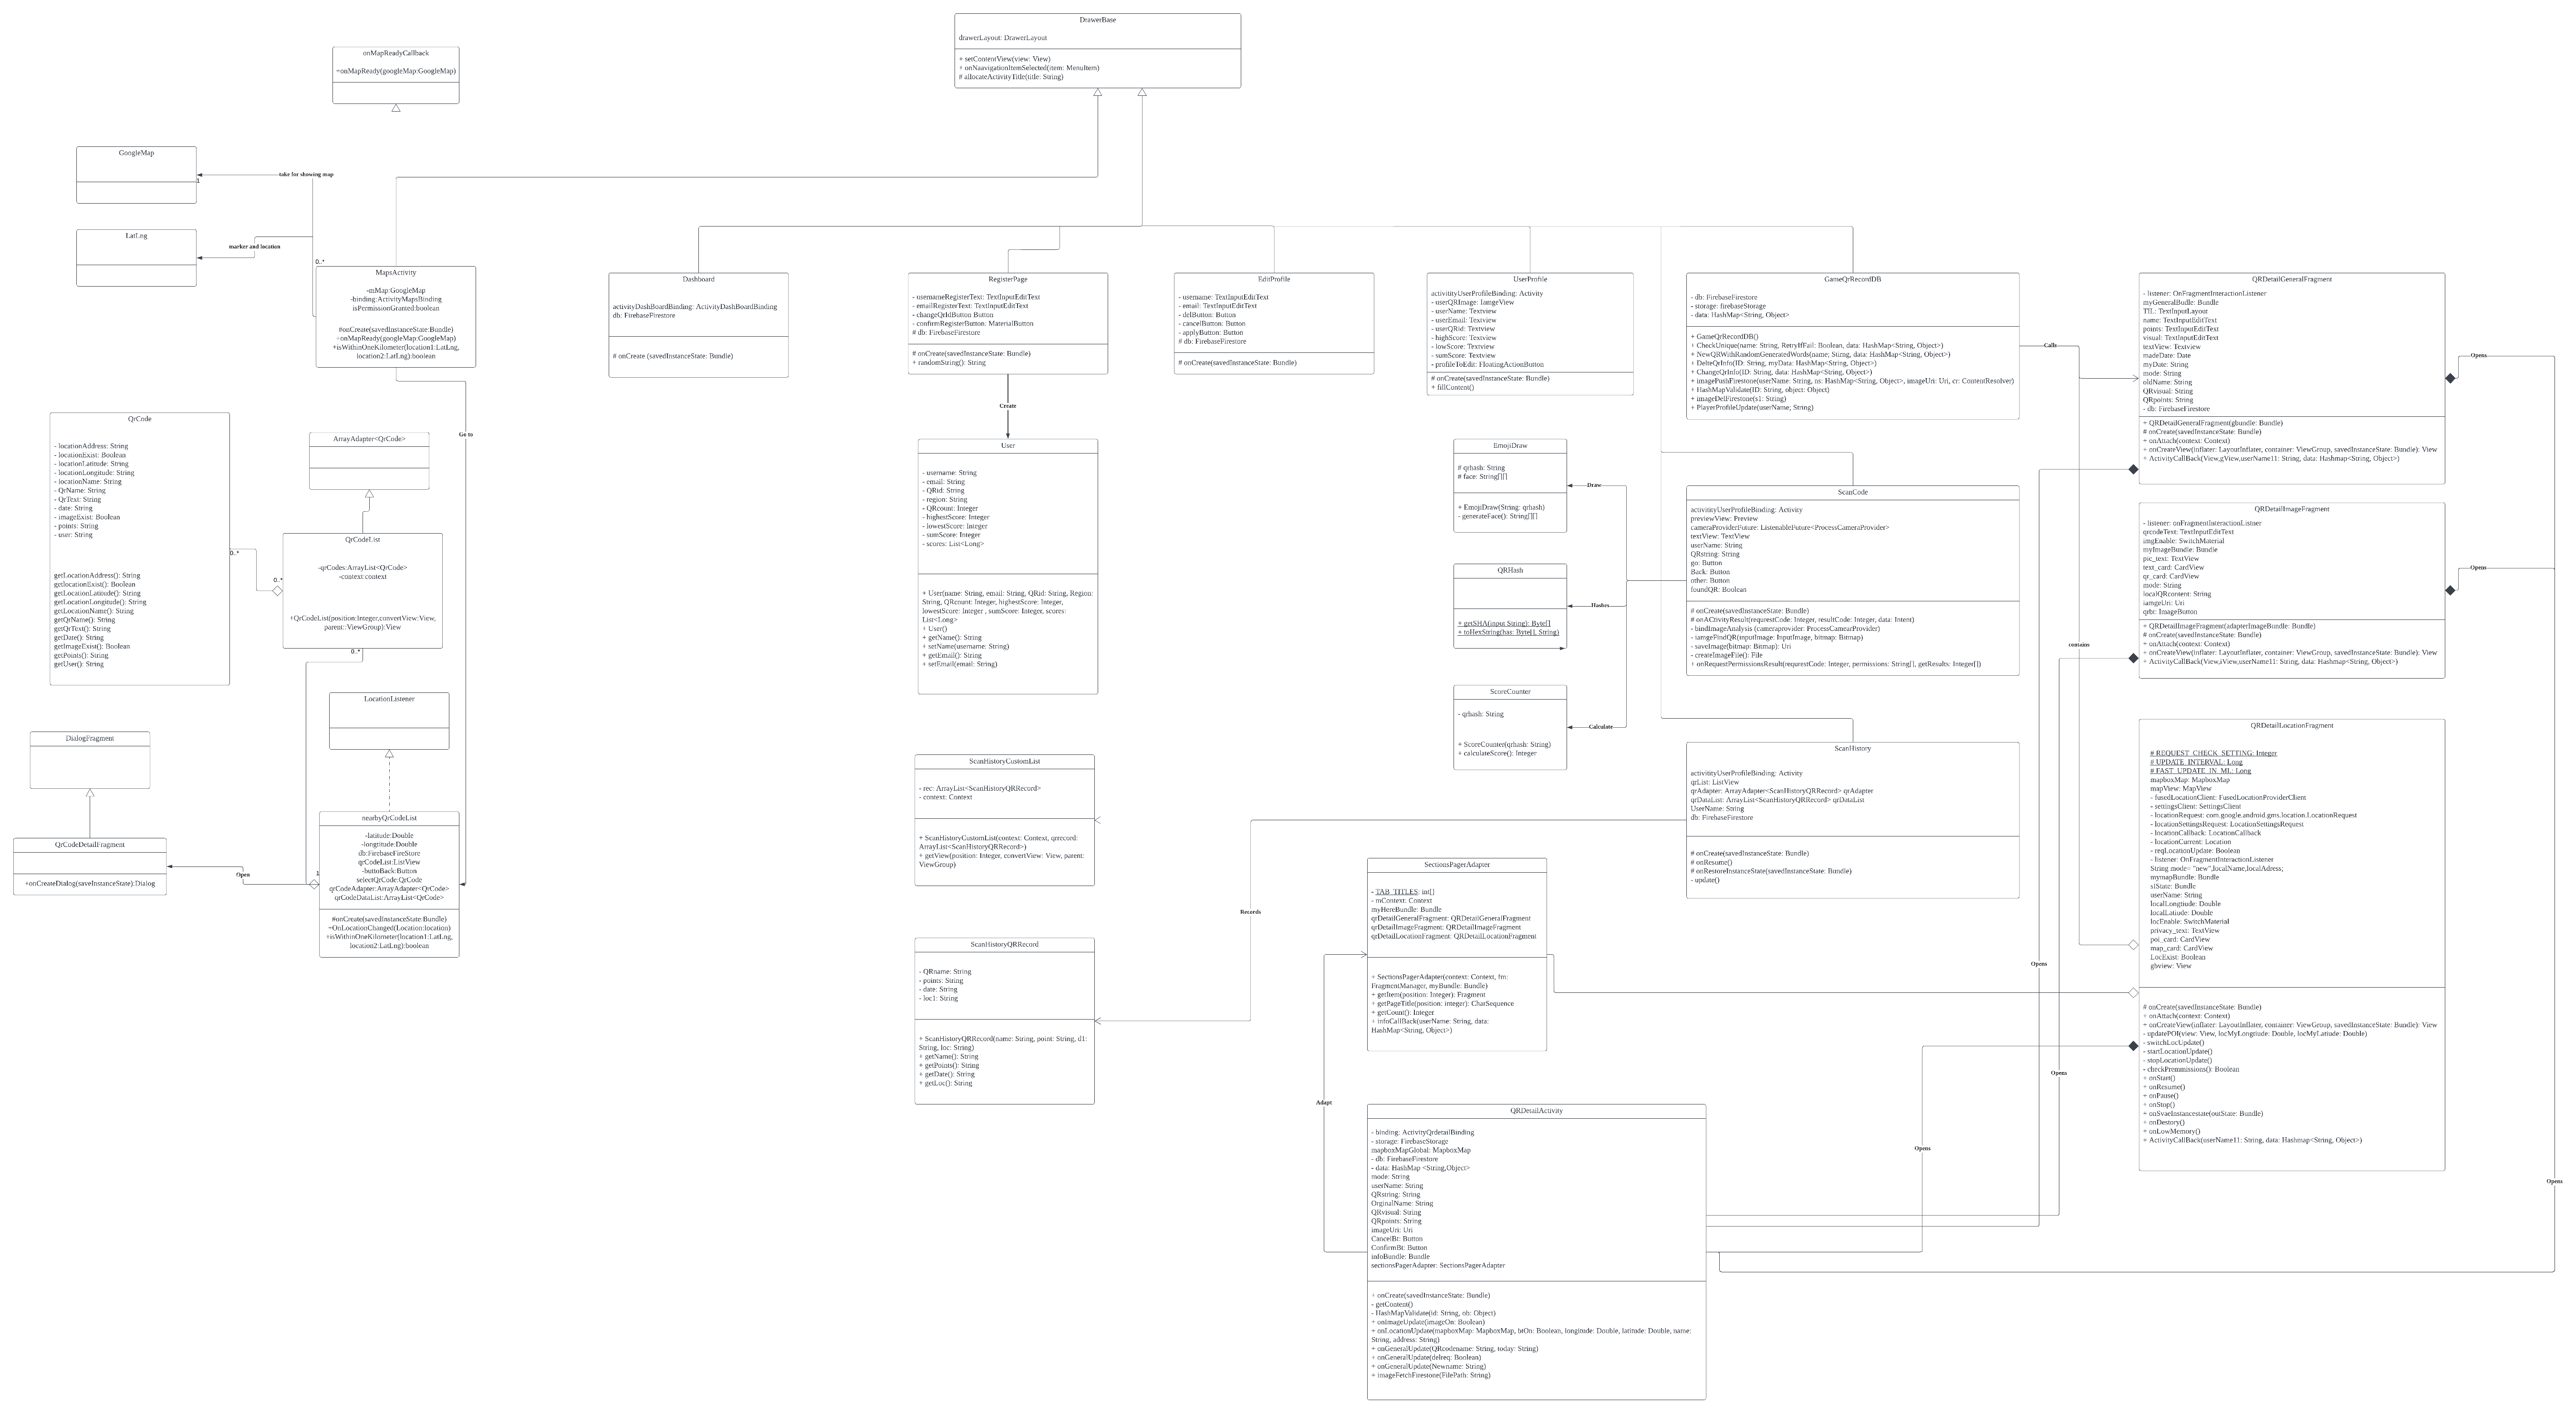 DrawerBase
drawerLayout: DrawerLayout
+ setContentView(view: View)
+ onNaavigationItemSelected(item: MenuItem)
# allocateActivityTitle(title: String)
onMapReadyCallback
+onMapReady(googleMap:GoogleMap)
GoogleMap
take for showing map
1
LatLng
marker and location
0..*
MapsActivity
-mMap:GoogleMap
-binding:ActivityMapsBinding
isPermissionGranted:boolean
#onCreate(savedInstanceState:Bundle)
+onMapReady(googleMap:GoogleMap)
+isWithinOneKilometer(location1:LatLng,
location2:LatLng):boolean
Go to
Dashboard
activityDashBoardBinding: ActivityDashBoardBinding
db: FirebaseFirestore
# onCreate (savedInstanceState: Bundle)
RegisterPage
- usernameRegisterText: TextInputEditText
- emailRegisterText: TextInputEditText
- changeQrIdButton Button
- confirmRegisterButton: MaterialButton
# db: FirebaseFirestore
# onCreate(savedInstanceState: Bundle)
+ randomString(): String
Create
EditProfile
- username: TextInputEditText
- email: TextInputEditText
- delButton: Button
- cancelButton: Button
- applyButton: Button
# db: FirebaseFirestore
# onCreate(savedInstanceState: Bundle)
UserProfile
activitityUserProfileBinding: Activity
- userQRImage: IamgeView
- userName: Textview
- userEmail: Textview
- userQRid: Textview
- highScore: Textview
- lowScore: Textview
- sumScore: Textview
- profileToEdit: FloatingActionButton
# onCreate(savedInstanceState: Bundle)
+ fillContent()
GameQrRecordDB
- db: FirebaseFirestore
- storage: firebaseStorage
- data: HashMap<String, Object>
+ GameQrRecordDB()
+ CheckUnique(name: String, RetryIfFail: Boolean, data: HashMap<String, Object>)
+ NewQRWithRandomGeneratedWords(name; String, data: HashMap<String, Object>)
+ DelteQrInfo(ID: String, myData: HashMap<String, Object>)
+ ChangeQrInfo(ID: String, data: HashMap<String, Object>)
+ imagePushFirestone(userName: String, ns: HashMap<String, Object>, imageUri: Uri, cr: ContentResolver)
+ HashMapValidate(ID: String, object: Object)
+ imageDelFirestone(s1: String)
+ PlayerProfileUpdate(userName; String)
Calls
QRDetailGeneralFragment
- listener: OnFragmentInteractionListener
myGeneralBudle: Bundle
TIL: TextInputLayout
name: TextInputEditText
points: TextInputEditText
visual: TextInputEditText
textView: Textview
madeDate: Date
myDate: String
mode: String
oldName: String
QRvisual: String
QRpoints: String
- db: FirebaseFirestore
+ QRDetailGeneralFragment(gbundle: Bundle)
# onCreate(savedInstanceState: Bundle)
+ onAttach(context: Context)
+ onCreateView(inflater: LayoutInflater, container: ViewGroup, savedInstanceState: Bundle): View
+ ActivityCallBack(View,gView,userName11: String, data: Hashmap<String, Object>)
Opens
QrCode
- locationAddress: String
- locationExist: Boolean
- locationLatitude: String
- locationLongitude: String
- locationName: String
- QrName: String
- QrText: String
- date: String
- imageExist: Boolean
- points: String
- user: String
getLocationAddress(): String
getlocationExist(): Boolean
getLocationLatitude(): String
getLocationLongitude(): String
getLocationName(): String
getQrName(): String
getQrText(): String
getDate(): String
getImageExist(): Boolean
getPoints(): String
getUser(): String
0..*
ArrayAdapter<QrCode>
QrCodeList
-qrCodes:ArrayList<QrCode>
-context:context
+QrCodeList(position:Integer,convertView:View,
parent::ViewGroup):View
0..*
0..*
User
- username: String
- email: String
- QRid: String
- region: String
- QRcount: Integer
- highestScore: Integer
- lowestScore: Integer
- sumScore: Integer
- scores: List<Long>
+ User(name: String, email: String, QRid: String, Region:
String, QRcount: Integer, highestScore: Integer,
lowestScore: Integer , sumScore: Integer, scores:
List<Long>
+ User()
+ getName(): String
+ setName(username: String)
+ getEmail(): String
+ setEmail(email: String)
EmojiDraw
# qrhash: String
# face: String[][]
+ EmojiDraw(String: qrhash)
- generateFace(): String[][]
Draw
QRHash
+ getSHA(input String): Byte[]
+ toHexString(has: Byte[], String)
Hashes
ScoreCounter
- qrhash: String
+ ScoreCounter(qrhash: String)
+ calculateScore(): Integer
Calculate
ScanCode
activitityUserProfileBinding: Activity
previewView: Preview
cameraProviderFuture: ListenableFuture<ProcessCameraProvider>
textView: TextView
userName: String
QRstring: String
go: Button
Back: Button
other: Button
foundQR: Boolean
# onCreate(savedInstanceState: Bundle)
# onACtivityResult(requrestCode: Integer, resultCode: Integer, data: Intent)
- bindImageAnalysis (cameraprovider: ProcessCamearProvider)
- iamgeFindQR(inputImage: InputImage, bitmap: Bitmap)
- saveImage(bitmap: Bitmap): Uri
- createImageFile(): File
+ onRequestPermissionsResult(requrestCode: Integer, permissions: String[], getResults: Integer[])
QRDetailImageFragment
- listener: onFragmentInteractionListner
qrcodeText: TextInputEditText
imgEnable: SwitchMaterial
myImageBundle: Bundle
pic_text: TextView
text_card: CardView
qr_card: CardView
mode: String
localQRcontent: String
iamgeUri: Uri
qrbt: ImageButton
+ QRDetailImageFragment(adapterImageBundle: Bundle)
# onCreate(savedInstanceState: Bundle)
+ onAttach(context: Context)
+ onCreateView(inflater: LayoutInflater, container: ViewGroup, savedInstanceState: Bundle): View
+ ActivityCallBack(View,iView,userName11: String, data: Hashmap<String, Object>)
Opens
contains
LocationListener
DialogFragment
QrCodeDetailFragment
+onCreateDialog(saveInstanceState):Dialog
Open
1
nearbyQrCodeList
-latitude:Double
-longtitude:Double
db:FirebaseFireStore
qrCodeList:ListView
-buttoBack:Button
selectQrCode:QrCode
qrCodeAdapter:ArrayAdapter<QrCode>
qrCodeDataList:ArrayList<QrCode>
#onCreate(savedInstanceState:Bundle)
+OnLocationChanged(Location:location)
+isWithinOneKilometer(location1:LatLng,
location2:LatLng):boolean
ScanHistoryCustomList
- rec: ArrayList<ScanHistoryQRRecord>
- context: Context
+ ScanHistoryCustomList(context: Context, qrrecord:
ArrayList<ScanHistoryQRRecord>)
+ getView(position: Integer, convertView: View, parent:
ViewGroup)
ScanHistoryQRRecord
- QRname: String
- points: String
- date: String
- loc1: String
+ ScanHistoryQRRecord(name: String, point: String, d1:
String, loc: String)
+ getName(): String
+ getPoints(): String
+ getDate(): String
+ getLoc(): String
Records
ScanHistory
activitityUserProfileBinding: Activity
qrList: ListView
qrAdapter: ArrayAdapter<ScanHistoryQRRecord> qrAdapter
qrDataList: ArrayList<ScanHistoryQRRecord> qrDataList
UserName: String
db: FirebaseFirestore
# onCreate(savedInstanceState: Bundle)
# onResume()
# onRestoreInstanceState(savedInstanceState: Bundle)
- update()
SectionsPagerAdapter
- TAB_TITLES: int[]
- mContext: Context
myHereBundle: Bundle
qrDetailGeneralFragment: QRDetailGeneralFragment
qrDetailImageFragment: QRDetailImageFragment
qrDetailLocationFragment: QRDetailLocationFragment
+ SectionsPagerAdapter(context: Context, fm:
FragmentManager, myBundle: Bundle)
+ getItem(position: Integer): Fragment
+ getPageTitle(position: integer): CharSequence
+ getCount(): Integer
+ infoCallBack(userName: String, data:
HashMap<String, Object>)
Adapt
QRDetailLocationFragment
# REQUEST_CHECK_SETTING: Integer
# UPDATE_INTERVAL: Long
# FAST_UPDATE_IN_ML: Long
mapboxMap: MapboxMap
mapView: MapView
- fusedLocationClient: FusedLocationProviderClient
- settingsClient: SettingsClient
- locationRequest: com.google.android.gms.location.LocationRequest
- locationSettingsRequest: LocationSettingsRequest
- locationCallback: LocationCallback
- locationCurrent: Location
- reqLocationUpdate: Boolean
- listener: OnFragmentInteractionListener
String mode= "new",localName,localAdress;
mymapBundle: Bundle
slState: Bundle
userName: String
localLongtiude: Double
localLatiude: Double
locEnable: SwitchMaterial
privacy_text: TextView
poi_card: CardView
map_card: CardView
LocExist: Boolean
gbview: View
# onCreate(savedInstanceState: Bundle)
+ onAttach(context: Context)
+ onCreateView(inflater: LayoutInflater, container: ViewGroup, savedInstanceState: Bundle): View
- updatePOI(view: View, locMyLongtiude: Double, locMyLatiude: Double)
- switchLocUpdate()
- startLocationUpdate()
- stopLocationUpdate()
- checkPremmissions(): Boolean
+ onStart()
+ onResume()
+ onPause()
+ onStop()
+ onSvaeInstancestate(outState: Bundle)
+ onDestory()
+ onLowMemory()
+ ActivityCallBack(userName11: String, data: Hashmap<String, Object>)
Opens
Opens
Opens
Opens
QRDetailActivity
- binding: ActivityQrdetailBinding
- storage: FirebaseStorage
mapboxMapGlobal: MapboxMap
- db: FirebaseFirestore
- data: HashMap <String,Object>
mode: String
userName: String
QRstring: String
OrginalName: String
QRvisual: String
QRpoints: String
imageUri: Uri
CancelBt: Button
ConfirmBt: Button
infoBundle: Bundle
sectionsPagerAdapter: SectionsPagerAdapter
+ onCreate(savedInstanceState: Bundle)
- getContent()
- HashMapValidate(id: String, ob: Object)
+ onImageUpdate(imageOn: Boolean)
+ onLocationUpdate(mapboxMap: MapboxMap, btOn: Boolean, longitude: Double, latitude: Double, name:
String, address: String)
+ onGeneralUpdate(QRcodename: String, today: String)
+ onGeneralUpdate(delreq: Boolean)
+ onGeneralUpdate(Newname: String)
+ imageFetchFirestone(FilePath: String)